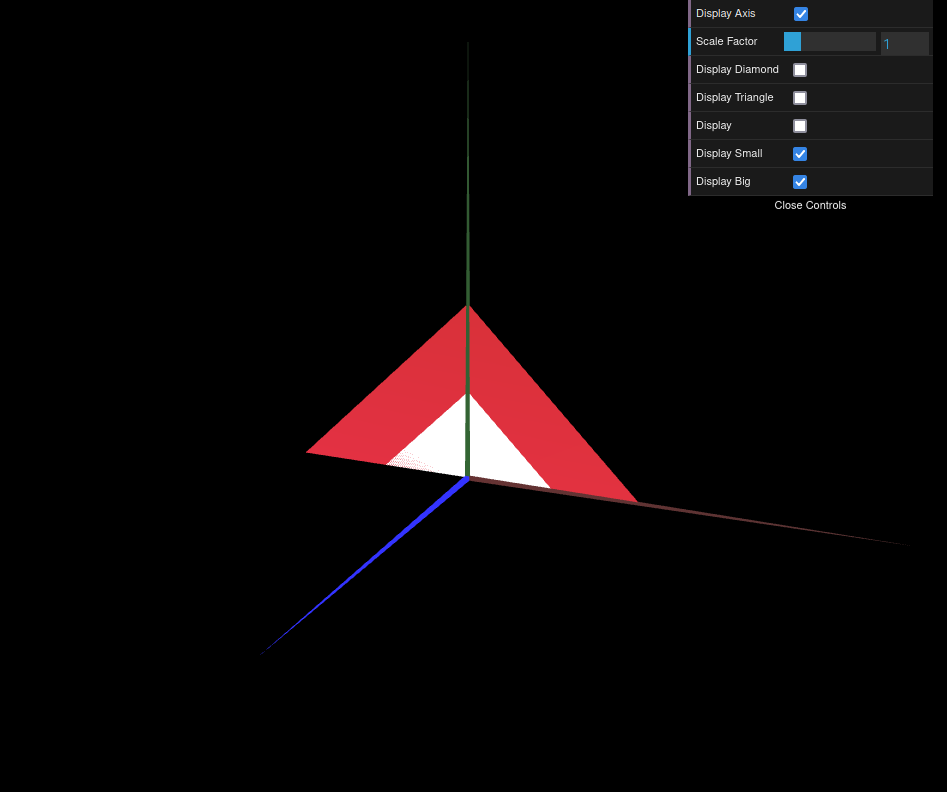 Display Axis
Scale Factor 1
Display Diamond
Display Triangle
Display
Display Small
Display Big
Close Controls